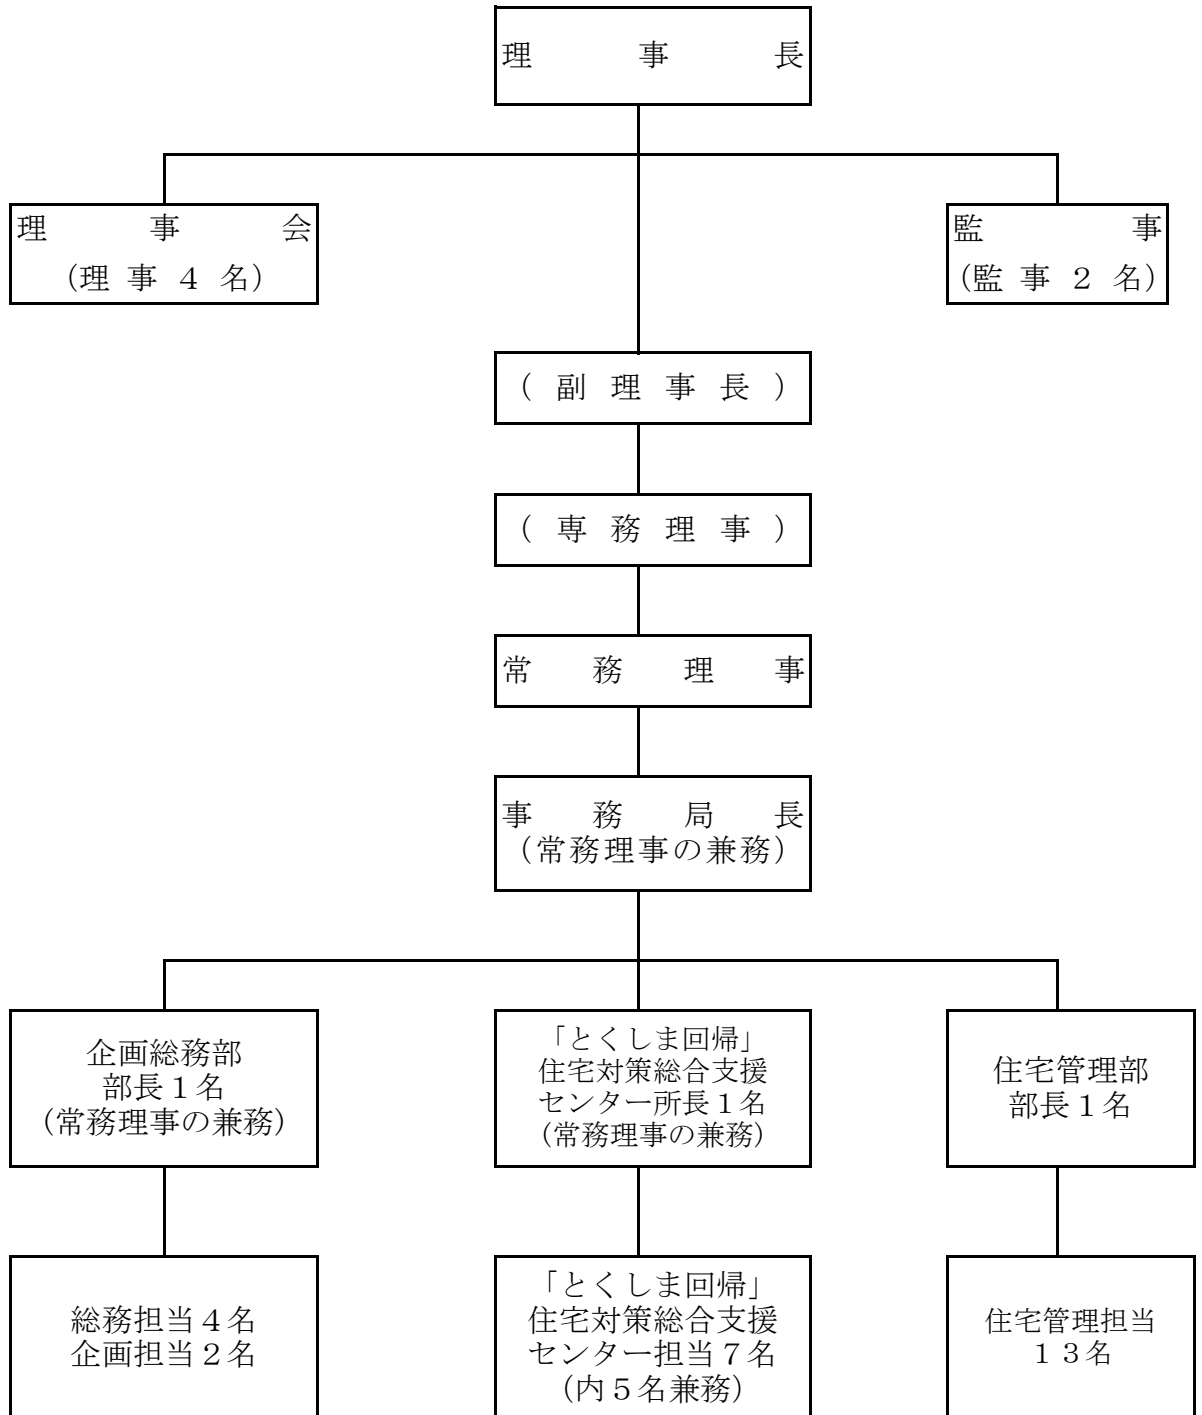 理事長
理事会
（理事４名）
監事
（監事２名）
（副理事長）
（専務理事）
常務理事
事務局長
（常務理事の兼務）
企画総務部
部長１名
（常務理事の兼務）
「とくしま回帰」
住宅対策総合支援
センター所長１名
（常務理事の兼務）
住宅管理部
部長１名
総務担当４名
企画担当２名
「とくしま回帰」
住宅対策総合支援
センター担当７名
（内５名兼務）
住宅管理担当
１３名